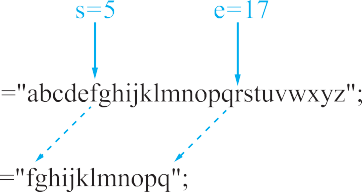 s=5 e=17
="abcdefghijklmnopqrstuvwxyz";
="fghijklmnopq";